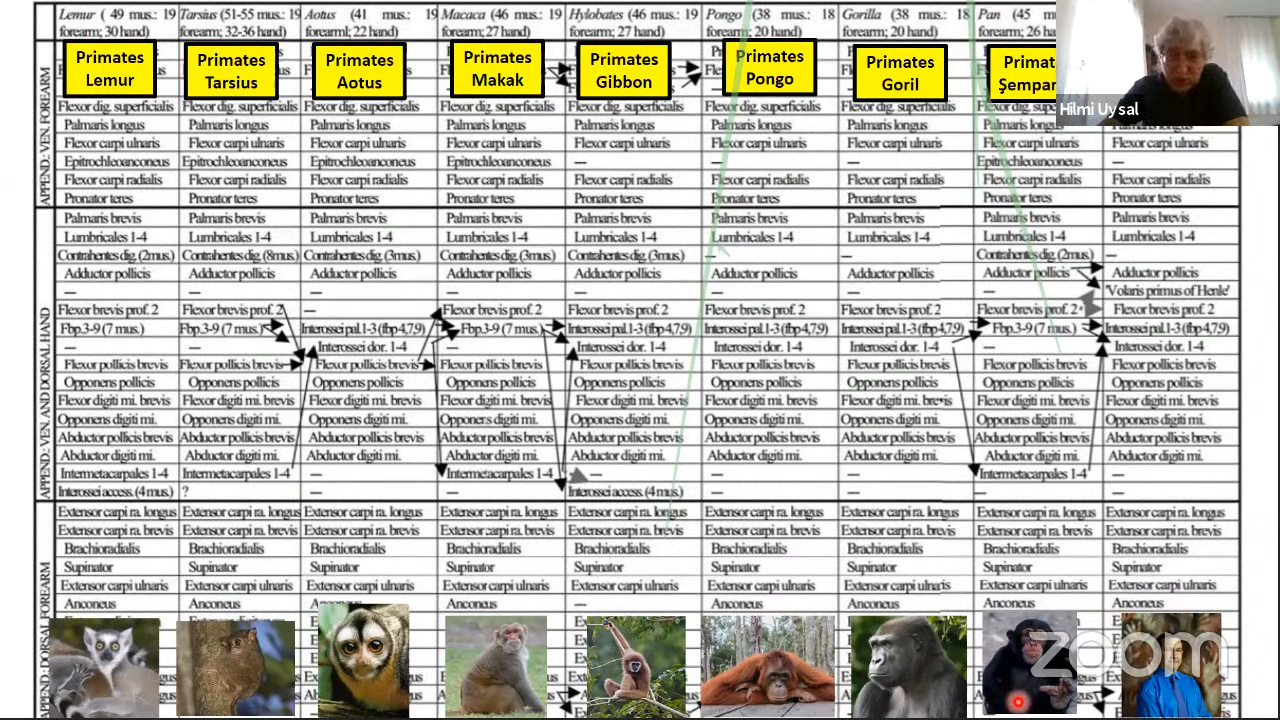 Lemur ( 49 mus.: 19 forearm; 30 hand)
Tarsius (51-55 mus.: 19 forearm; 32-36 hand)
Aotus (41 mus.: 19 forearml; 22 hand)
Macaca (46 mus.: 19 forearm; 27 hand)
Hylobates (46 mus.: 19 forearm; 27 hand)
Pongo (38 mus.: 18 forearm; 20 hand)
Gorilla (38 mus.: 18 forearm; 20 hand)
Pan (45 forearm; 26
Primates Lemur
Primates Tarsius
Primates Aotus
Primates Makak
Primates Gibbon
Primates Pongo
Primates Goril
Primat Şempan
Hilmi Uysal
APPEND: VEN. FOREARM
Flexor dig. superficialis Flexor dig. superficialis Flexor dig. superficialis Flexor dig. superficialis Flexor dig. superficialis Flexor dig. superficialis Flexor dig. superficialis Flexor dig. superficialis
Palmaris longus Palmaris longus Palmaris longus Palmaris longus Palmaris longus Palmaris longus Palmaris longus Palmaris longus Palmaris longus
Flexor carpi ulnaris Flexor carpi ulnaris Flexor carpi ulnaris Flexor carpi ulnaris Flexor carpi ulnaris Flexor carpi ulnaris Flexor carpi ulnaris Flexor carpi ulnaris Flexor carpi ulnaris
Epitrochleoanconeus Epitrochleoanconeus Epitrochleoanconeus Epitrochleoanconeus — — — Epitrochleoanconeus —
Flexor carpi radialis Flexor carpi radialis Flexor carpi radialis Flexor carpi radialis Flexor carpi radialis Flexor carpi radialis Flexor carpi radialis Flexor carpi radialis Flexor carpi radialis
Pronator teres Pronator teres Pronator teres Pronator teres Pronator teres Pronator teres Pronator teres Pronator teres Pronator teres
APPEND: VEN. AND DORSAL HAND
Palmaris brevis Palmaris brevis Palmaris brevis Palmaris brevis Palmaris brevis Palmaris brevis Palmaris brevis Palmaris brevis Palmaris brevis
Lumbricales 1-4 Lumbricales 1-4 Lumbricales 1-4 Lumbricales 1-4 Lumbricales 1-4 Lumbricales 1-4 Lumbricales 1-4 Lumbricales 1-4 Lumbricales 1-4
Contrahentes dig. (2mus.) Contrahentes dig. (8mus.) Contrahentes dig. (3mus) Contrahentes dig. (3mus.) Contrahentes dig. (3mus.) — — Contrahentes dig. (2mus.) —
Adductor pollicis Adductor pollicis Adductor pollicis Adductor pollicis Adductor pollicis Adductor pollicis Adductor pollicis Adductor pollicis Adductor pollicis
— — — — — — — — 'Volaris primus of Henle'
Flexor brevis prof. 2 Flexor brevis prof. 2 — Flexor brevis prof. 2 Flexor brevis prof. 2 Flexor brevis prof. 2 Flexor brevis prof. 2 Flexor brevis prof. 2 Flexor brevis prof. 2
Fbp.3-9 (7 mus.) Fbp.3-9 (7 mus.) Interossei pal.1-3 (fbp4,7,9) Fbp.3-9 (7 mus.) Interossei pal.1-3 (fbp4,7,9) Interossei pal.1-3 (fbp4,7,9) Interossei pal.1-3 (fbp4,7,9) Fbp.3-9 (7 mus.) Interossei pal.1-3 (fbp4,7,9)
— — Interossei dor. 1-4 — Interossei dor. 1-4 Interossei dor. 1-4 Interossei dor. 1-4 — Interossei dor. 1-4
Flexor pollicis brevis Flexor pollicis brevis Flexor pollicis brevis Flexor pollicis brevis Flexor pollicis brevis Flexor pollicis brevis Flexor pollicis brevis Flexor pollicis brevis Flexor pollicis brevis
Opponens pollicis Opponens pollicis Opponens pollicis Opponens pollicis Opponens pollicis Opponens pollicis Opponens pollicis Opponens pollicis Opponens pollicis
Flexor digiti mi. brevis Flexor digiti mi. brevis Flexor digiti mi. brevis Flexor digiti mi. brevis Flexor digiti mi. brevis Flexor digiti mi. brevis Flexor digiti mi. Flexor digiti mi. brevis Flexor digiti mi. brevis
Opponens digiti mi. Opponens digiti mi. Opponens digiti mi. Opponens digiti mi. Opponens digiti mi. Opponens digiti mi. Opponens digiti mi. Opponens digiti mi. Opponens digiti mi.
Abductor pollicis brevis Abductor pollicis brevis Abductor pollicis brevis Abductor pollicis brevis Abductor pollicis brevis Abductor pollicis brevis Abductor pollicis brevis Abductor pollicis brevis Abductor pollicis brevis
Abductor digiti mi. Abductor digiti mi. Abductor digiti mi. Abductor digiti mi. Abductor digiti mi. Abductor digiti mi. Abductor digiti mi. Abductor digiti mi. Abductor digiti mi.
Intermetacarpales 1-4 Intermetacarpales 1-4 — Intermetacarpales 1-4 — — — Intermetacarpales 1-4 —
Interossei access. (4 mus.) ? — — Interossei access. (4 mus.) — — — —
APPEND.: DORSAL FOREARM
Extensor carpi ra. longus Extensor carpi ra. longus Extensor carpi ra. longus Extensor carpi ra. longus Extensor carpi ra. longus Extensor carpi ra. longus Extensor carpi ra. longus Extensor carpi ra. longus Extensor carpi ra. longus
Extensor carpi ra. brevis Extensor carpi ra. brevis Extensor carpi ra. brevis Extensor carpi ra. brevis Extensor carpi ra. brevis Extensor carpi ra. brevis Extensor carpi ra. brevis Extensor carpi ra. brevis Extensor carpi ra. brevis
Brachioradialis Brachioradialis Brachioradialis Brachioradialis Brachioradialis Brachioradialis Brachioradialis Brachioradialis Brachioradialis
Supinator Supinator Supinator Supinator Supinator Supinator Supinator Supinator Supinator
Extensor carpi ulnaris Extensor carpi ulnaris Extensor carpi ulnaris Extensor carpi ulnaris Extensor carpi ulnaris Extensor carpi ulnaris Extensor carpi ulnaris Extensor carpi ulnaris Extensor carpi ulnaris
Anconeus Anconeus Anconeus Anconeus — Anconeus Anconeus Anconeus Anconeus
zoom